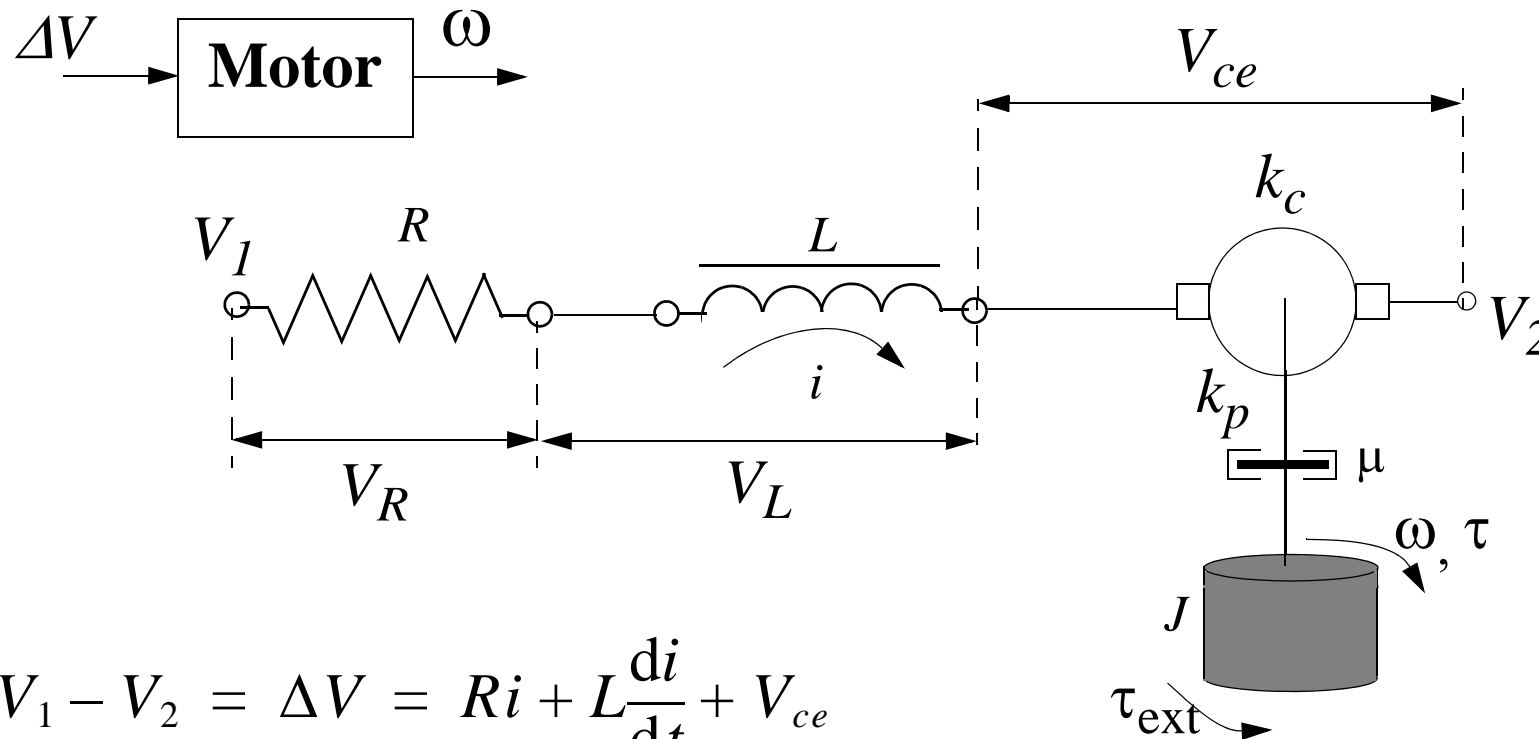 ΔV
Motor
ω
V_ce
k_c
V_1
R
L
V_2
i
k_p
μ
V_R
V_L
ω, τ
J
τ_ext
V_1 − V_2 = ΔV = Ri + L di/dt + V_ce